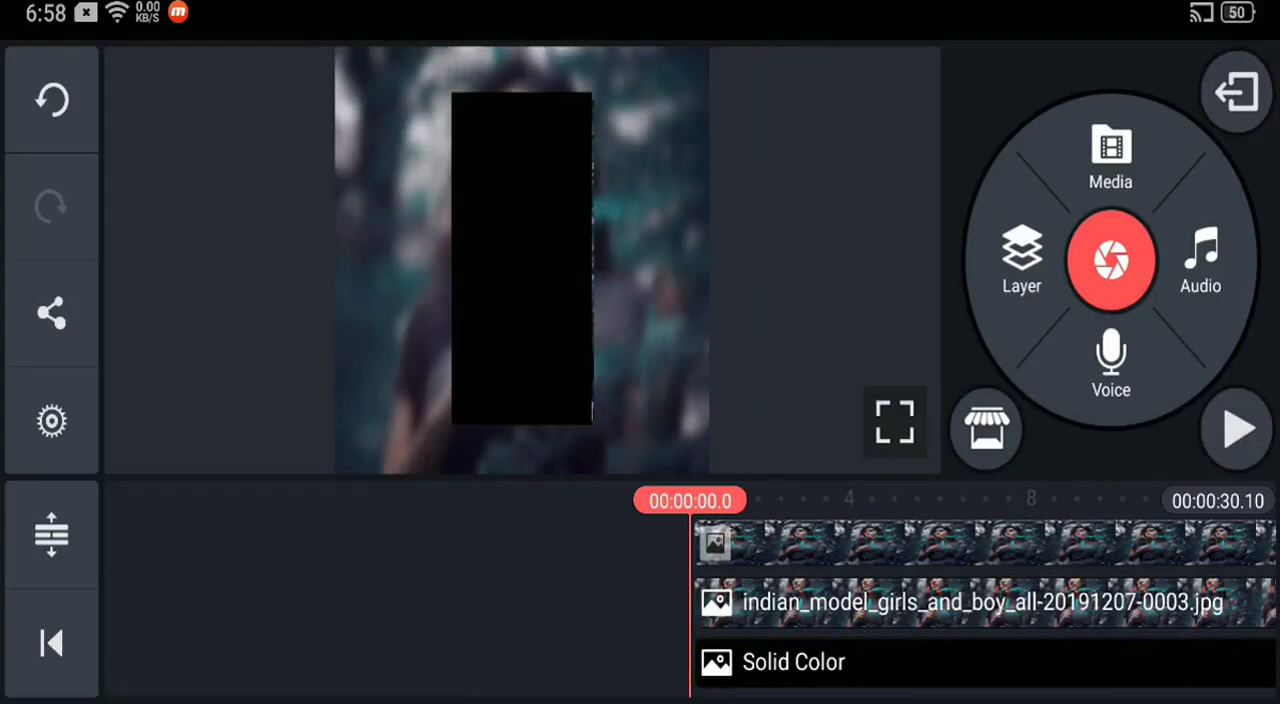 6:58
0.00
KB/S
50
Media
Layer
Audio
Voice
00:00:00.0
4
8
00:00:30.10
indian_model_girls_and_boy_all-20191207-0003.jpg
Solid Color